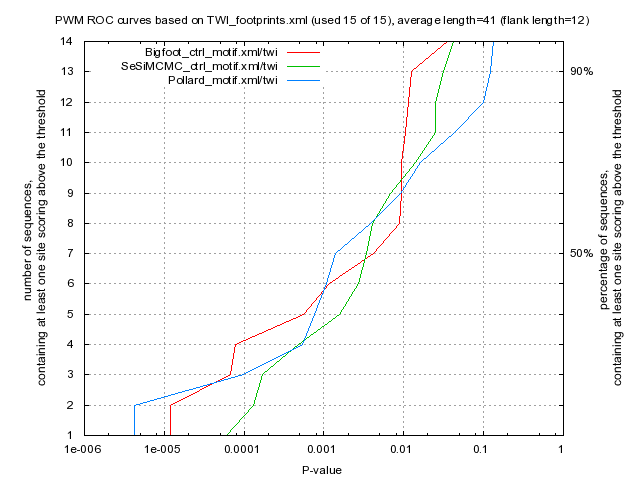 PWM ROC curves based on TWI_footprints.xml (used 15 of 15), average length=41 (flank length=12)
Bigfoot_ctrl_motif.xml/twi
SeSiMCMC_ctrl_motif.xml/twi
Pollard_motif.xml/twi
14
13
12
11
10
9
8
7
6
5
4
3
2
1
90%
50%
number of sequences,
containing at least one site scoring above the threshold
percentage of sequences,
containing at least one site scoring above the threshold
1e-006
1e-005
0.0001
0.001
0.01
0.1
1
P-value